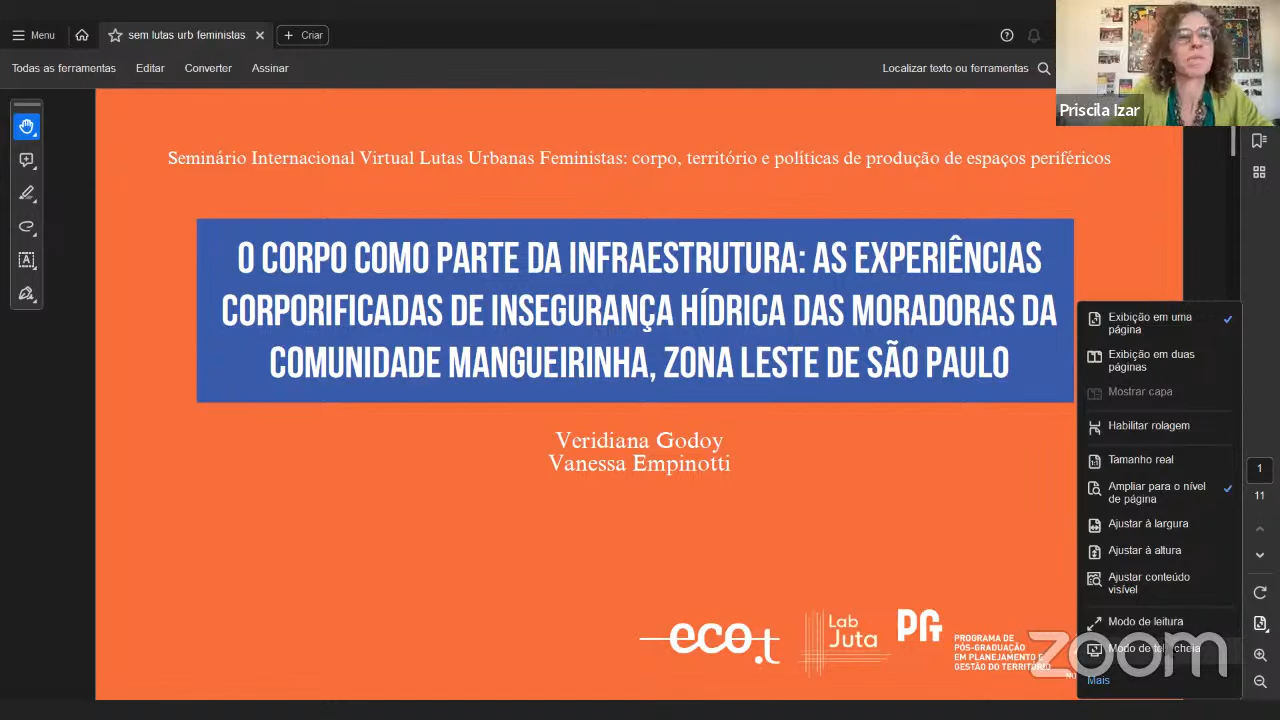 Menu
sem lutas urb feministas
Criar
Todas as ferramentas
Editar
Converter
Assinar
Localizar texto ou ferramentas
Priscila Izar
Seminário Internacional Virtual Lutas Urbanas Feministas: corpo, território e políticas de produção de espaços periféricos
O CORPO COMO PARTE DA INFRAESTRUTURA: AS EXPERIÊNCIAS
CORPORIFICADAS DE INSEGURANÇA HÍDRICA DAS MORADORAS DA
COMUNIDADE MANGUEIRINHA, ZONA LESTE DE SÃO PAULO
Veridiana Godoy
Vanessa Empinotti
eco.t
Lab
Juta
PGT
PROGRAMA DE
PÓS-GRADUAÇÃO
EM PLANEJAMENTO E
GESTÃO DO TERRITÓRIO
Exibição em uma
página
Exibição em duas
páginas
Mostrar capa
Habilitar rolagem
Tamanho real
Ampliar para o nível
de página
Ajustar à largura
Ajustar à altura
Ajustar conteúdo
visível
Modo de leitura
Modo de tela cheia
Mais
zoom
1
11